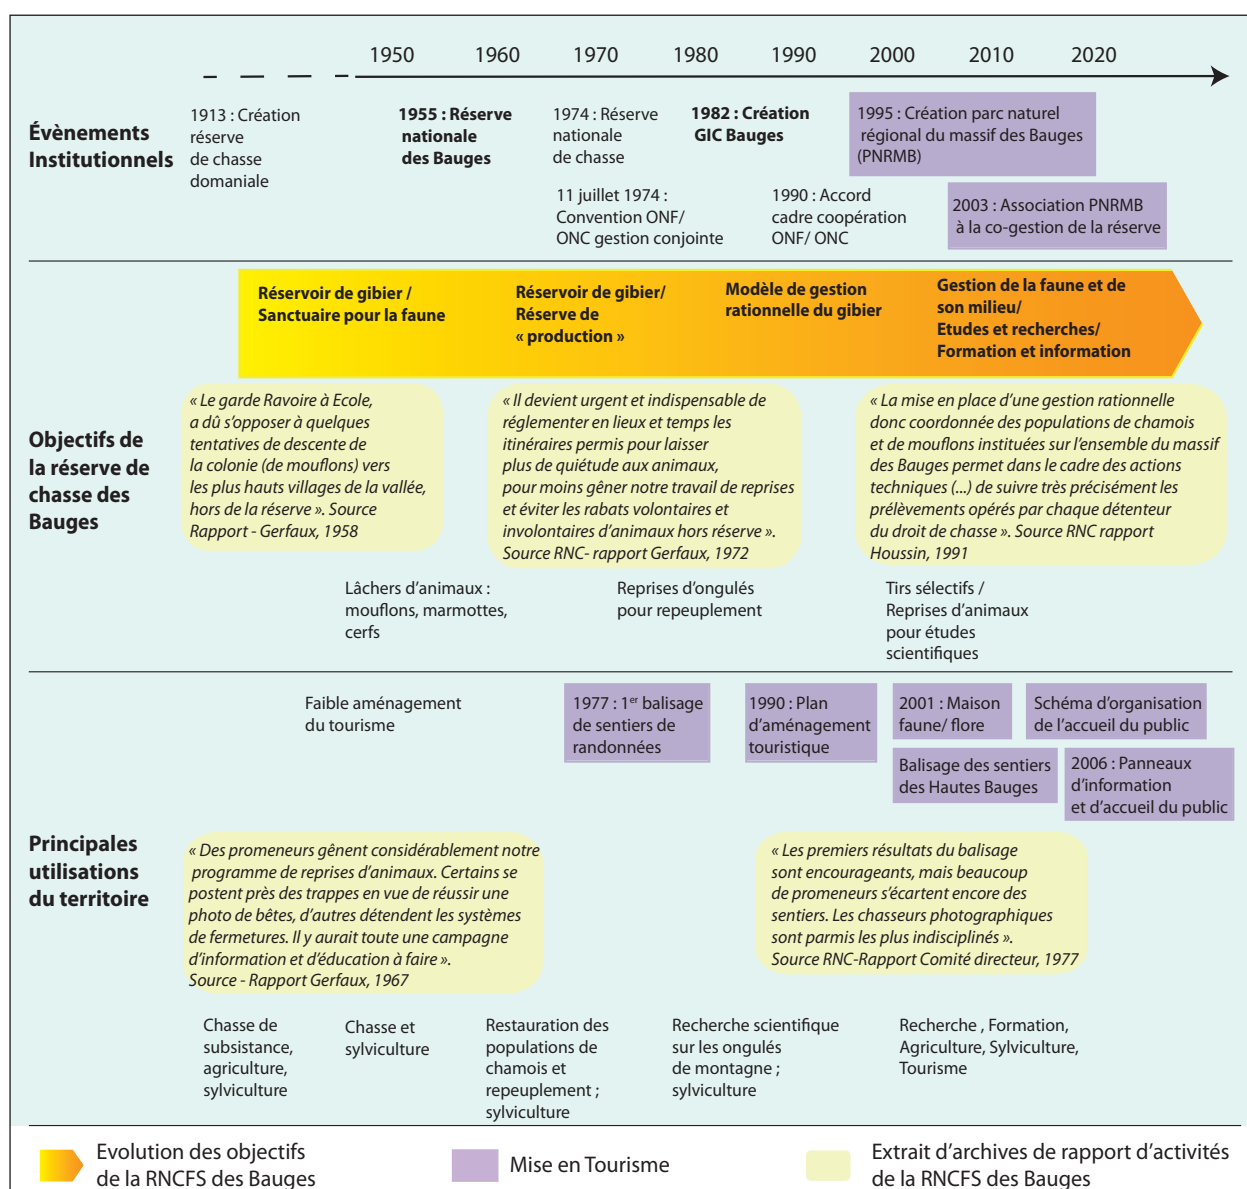 1950 1960 1970 1980 1990 2000 2010 2020
Évènements
Institutionnels
1913 : Création
réserve
de chasse
domaniale
1955 : Réserve
nationale
des Bauges
1974 : Réserve
nationale
de chasse
1982 : Création
GIC Bauges
1995 : Création parc naturel
régional du massif des Bauges
(PNRMB)
11 juillet 1974 :
Convention ONF/
ONC gestion conjointe
1990 : Accord
cadre coopération
ONF/ ONC
2003 : Association PNRMB
à la co-gestion de la réserve
Objectifs de
la réserve de
chasse des
Bauges
Réservoir de gibier /
Sanctuaire pour la faune
Réservoir de gibier/
Réserve de
« production »
Modèle de gestion
rationnelle du gibier
Gestion de la faune et de
son milieu/
Etudes et recherches/
Formation et information
« Le garde Ravoire à Ecole,
a dû s'opposer à quelques
tentatives de descente de
la colonie (de mouflons) vers
les plus hauts villages de la vallée,
hors de la réserve ». Source
Rapport - Gerfaux, 1958
« Il devient urgent et indispensable de
réglementer en lieux et temps les
itinéraires permis pour laisser
plus de quiétude aux animaux,
pour moins gêner notre travail de reprises
et éviter les rabats volontaires et
involontaires d'animaux hors réserve ».
Source RNC- rapport Gerfaux, 1972
« La mise en place d'une gestion rationnelle
donc coordonnée des populations de chamois
et de mouflons instituées sur l'ensemble du massif
des Bauges permet dans le cadre des actions
techniques (...) de suivre très précisément les
prélèvements opérés par chaque détenteur
du droit de chasse ». Source RNC rapport
Houssin, 1991
Lâchers d'animaux :
mouflons, marmottes,
cerfs
Reprises d'ongulés
pour repeuplement
Tirs sélectifs /
Reprises d'animaux
pour études
scientifiques
Principales
utilisations
du territoire
Faible aménagement
du tourisme
1977 : 1er balisage
de sentiers de
randonnées
1990 : Plan
d'aménagement
touristique
2001 : Maison
faune/ flore
Schéma d'organisation
de l'accueil du public
Balisage des sentiers
des Hautes Bauges
2006 : Panneaux
d'information
et d'accueil du public
« Des promeneurs gênent considérablement notre
programme de reprises d'animaux. Certains se
postent près des trappes en vue de réussir une
photo de bêtes, d'autres détendent les systèmes
de fermetures. Il y aurait toute une campagne
d'information et d'éducation à faire ».
Source - Rapport Gerfaux, 1967
« Les premiers résultats du balisage
sont encourageants, mais beaucoup
de promeneurs s'écartent encore des
sentiers. Les chasseurs photographiques
sont parmis les plus indisciplinés ».
Source RNC-Rapport Comité directeur, 1977
Chasse de
subsistance,
agriculture,
sylviculture
Chasse et
sylviculture
Restauration des
populations de
chamois et
repeuplement ;
sylviculture
Recherche scientifique
sur les ongulés
de montagne ;
sylviculture
Recherche , Formation,
Agriculture, Sylviculture,
Tourisme
Evolution des objectifs
de la RNCFS des Bauges
Mise en Tourisme
Extrait d'archives de rapport d'activités
de la RNCFS des Bauges